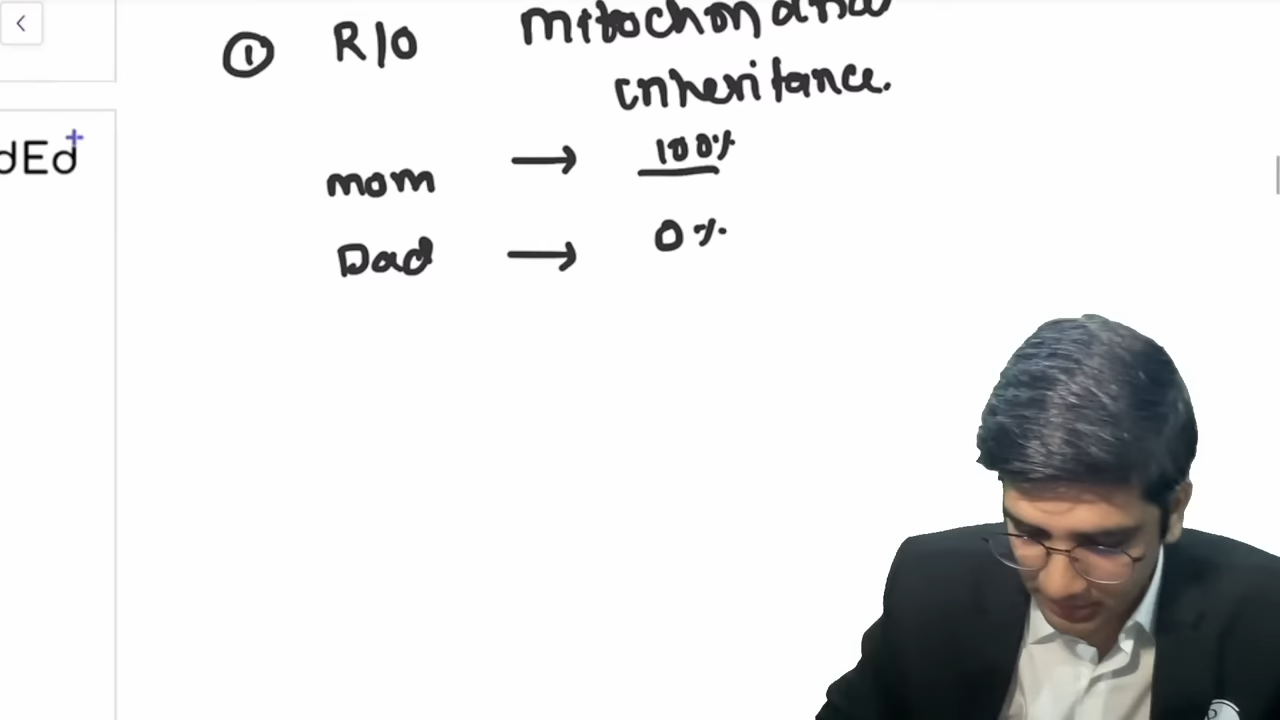 ① R/o mitochondrial
inheritance.
dEd+
mom → 100%
Dad → 0%